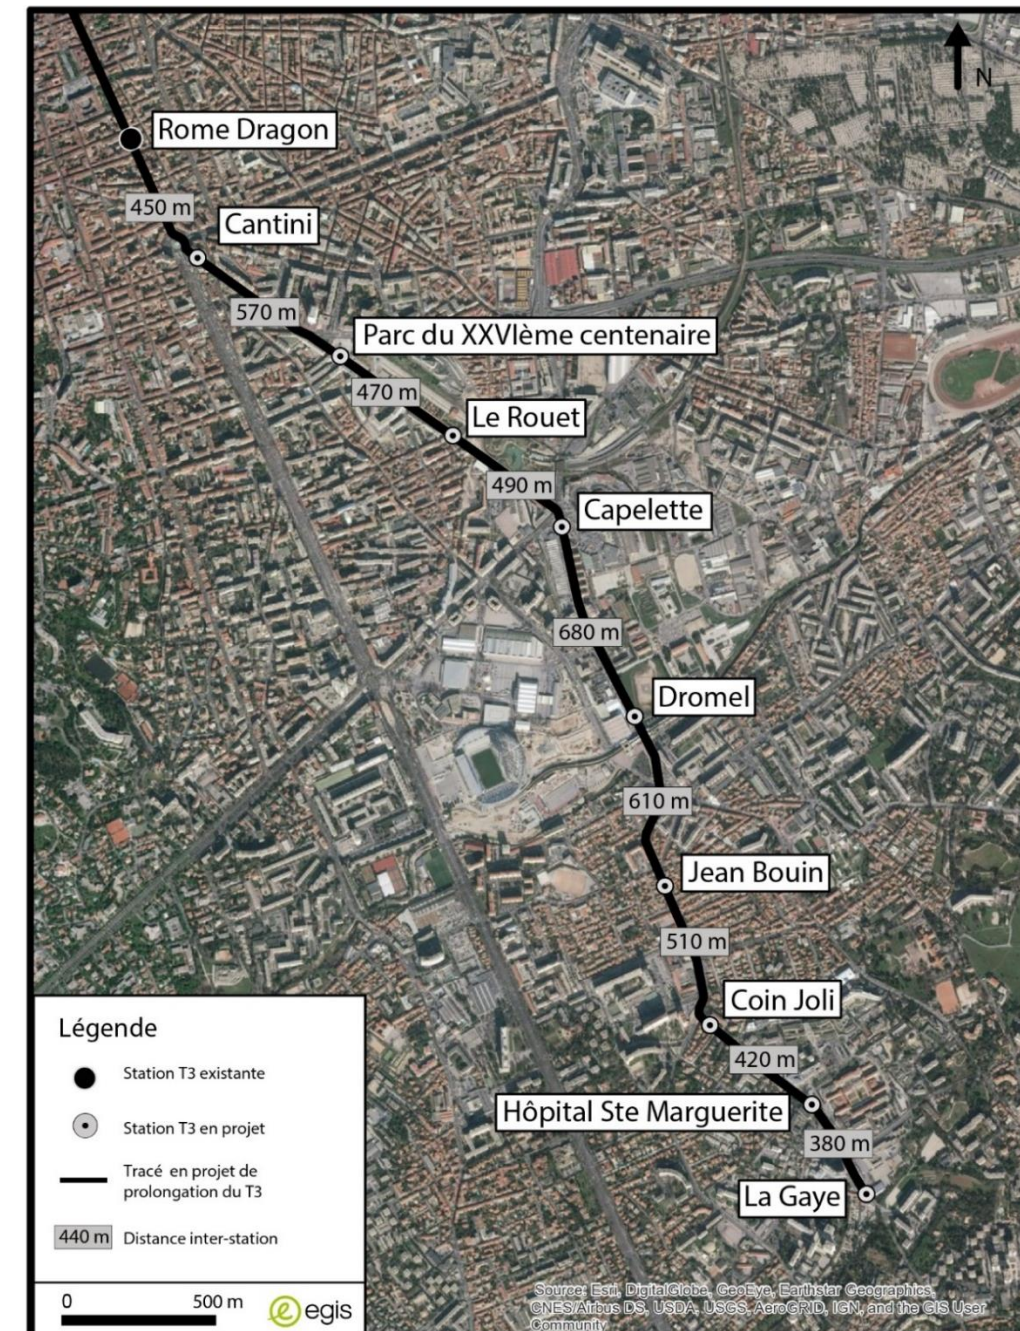 N
Rome Dragon
450 m
Cantini
570 m
Parc du XXVIème centenaire
470 m
Le Rouet
490 m
Capelette
680 m
Dromel
610 m
Jean Bouin
510 m
Coin Joli
420 m
Hôpital Ste Marguerite
380 m
La Gaye
Légende
Station T3 existante
Station T3 en projet
Tracé en projet de
prolongation du T3
440 m Distance inter-station
0 500 m
egis
Source: Esri, DigitalGlobe, GeoEye, Earthstar Geographics,
CNES/Airbus DS, USDA, USGS, AeroGRID, IGN, and the GIS User
Community